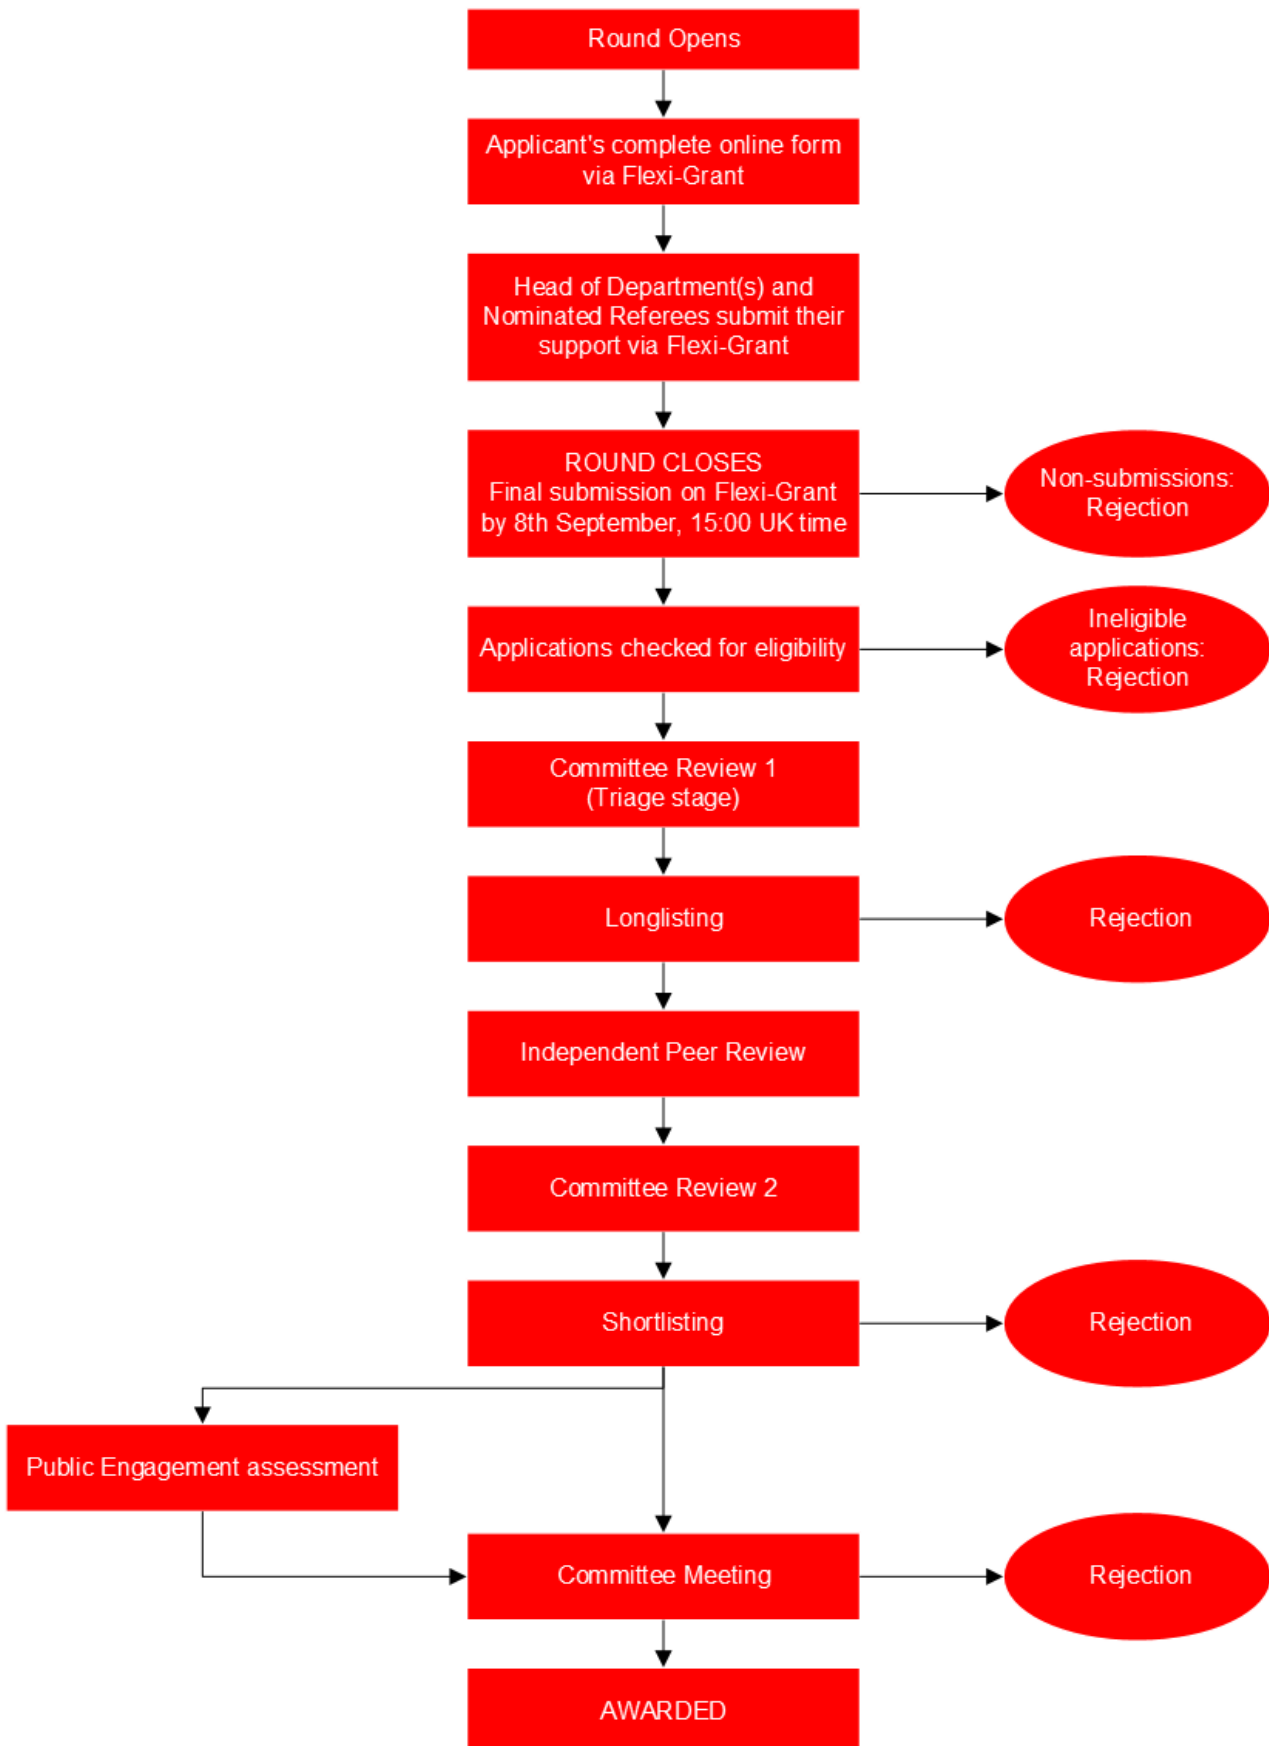 Round Opens
Applicant's complete online form
via Flexi-Grant
Head of Department(s) and
Nominated Referees submit their
support via Flexi-Grant
ROUND CLOSES
Final submission on Flexi-Grant
by 8th September, 15:00 UK time
Non-submissions:
Rejection
Applications checked for eligibility
Ineligible
applications:
Rejection
Committee Review 1
(Triage stage)
Longlisting
Rejection
Independent Peer Review
Committee Review 2
Shortlisting
Rejection
Public Engagement assessment
Committee Meeting
Rejection
AWARDED